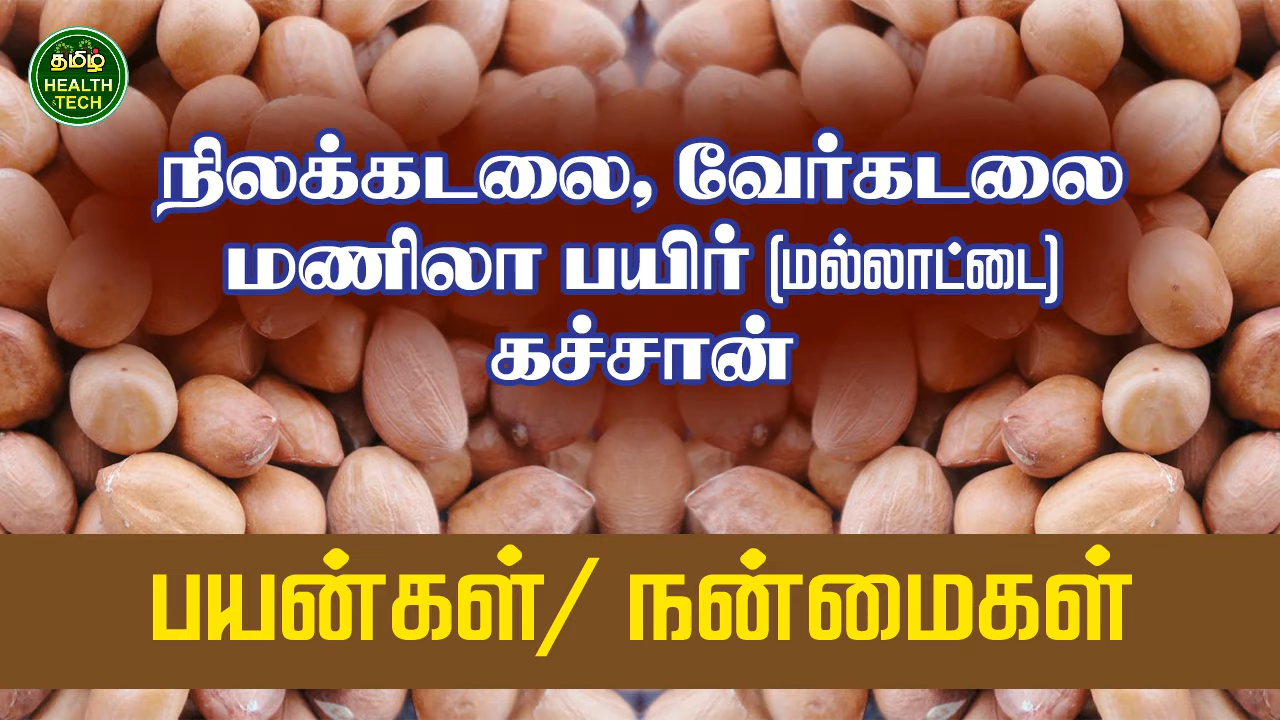 தமிழ்
HEALTH
TECH
நிலக்கடலை, வேர்கடலை
மணிலா பயிர் (மல்லாட்டை)
கச்சான்
பயன்கள்/ நன்மைகள்